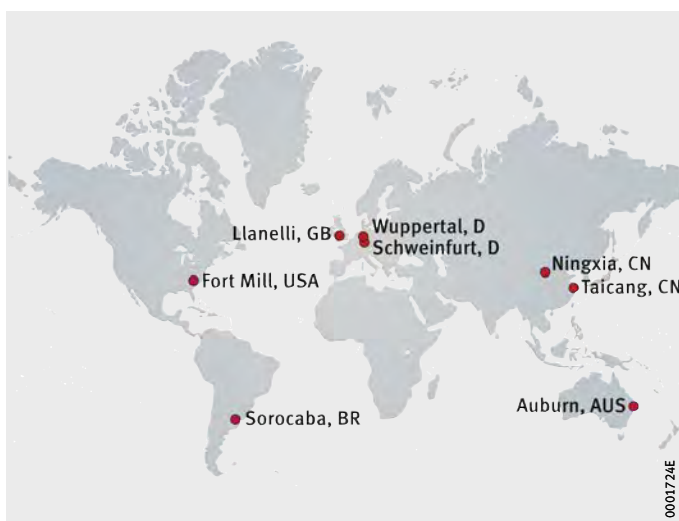 Llanelli, GB
Wuppertal, D
Schweinfurt, D
Ningxia, CN
Fort Mill, USA
Taicang, CN
Auburn, AUS
Sorocaba, BR
0001724E